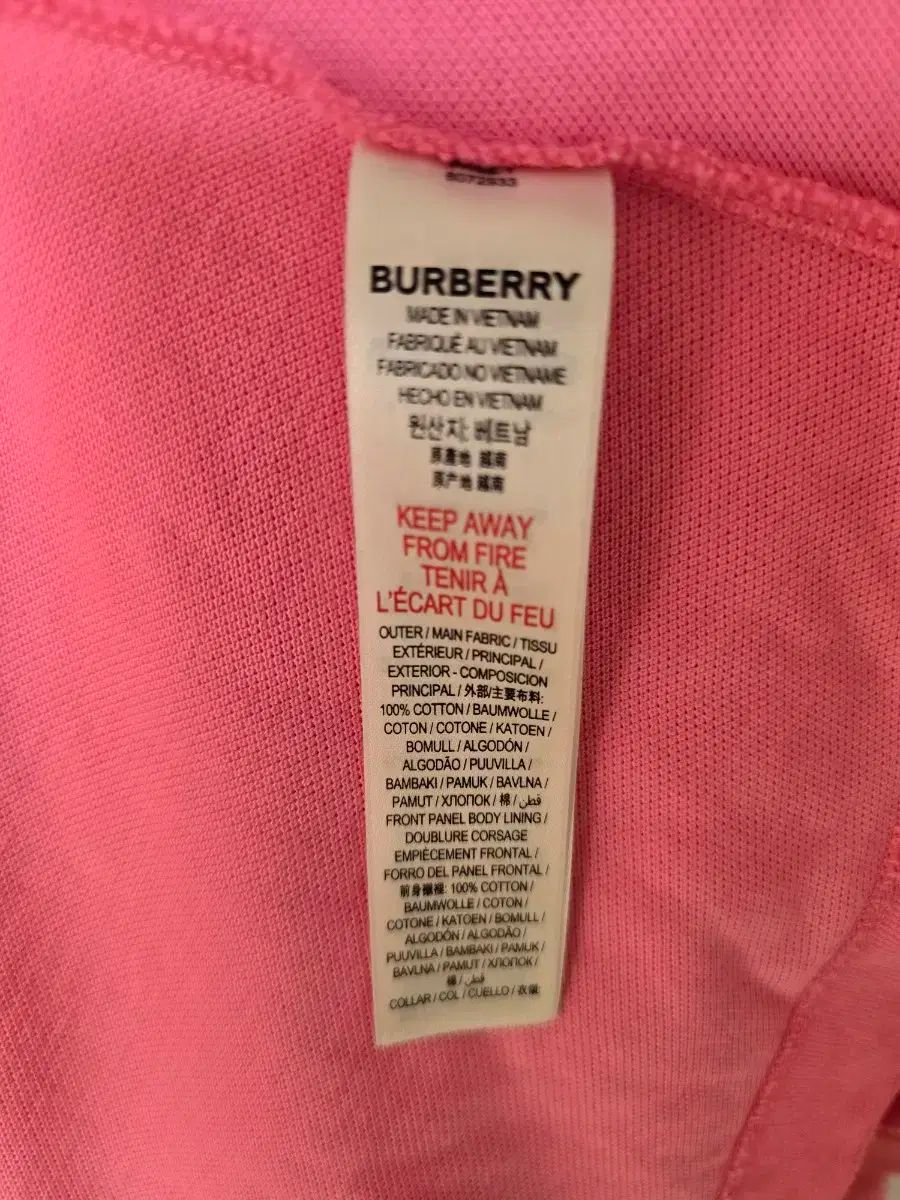 8072933
BURBERRY
MADE IN VIETNAM
FABRIQUÉ AU VIETNAM
FABRICADO NO VIETNAME
HECHO EN VIETNAM
원산지: 베트남
原產地 越南
原产地 越南
KEEP AWAY
FROM FIRE
TENIR À
L'ÉCART DU FEU
OUTER / MAIN FABRIC / TISSU
EXTÉRIEUR / PRINCIPAL /
EXTERIOR - COMPOSICION
PRINCIPAL / 外部/主要布料:
100% COTTON / BAUMWOLLE /
COTON / COTONE / KATOEN /
BOMULL / ALGODÓN /
ALGODÃO / PUUVILLA /
BAMBAKI / PAMUK / BAVLNA /
PAMUT / ХЛОПОК / 棉 / قطن
FRONT PANEL BODY LINING /
DOUBLURE CORSAGE
EMPIÈCEMENT FRONTAL /
FORRO DEL PANEL FRONTAL /
前身襯裡: 100% COTTON /
BAUMWOLLE / COTON /
COTONE / KATOEN / BOMULL /
ALGODÓN / ALGODÃO /
PUUVILLA / BAMBAKI / PAMUK /
BAVLNA / PAMUT / ХЛОПОК /
棉 / قطن
COLLAR / COL / CUELLO / 衣領: